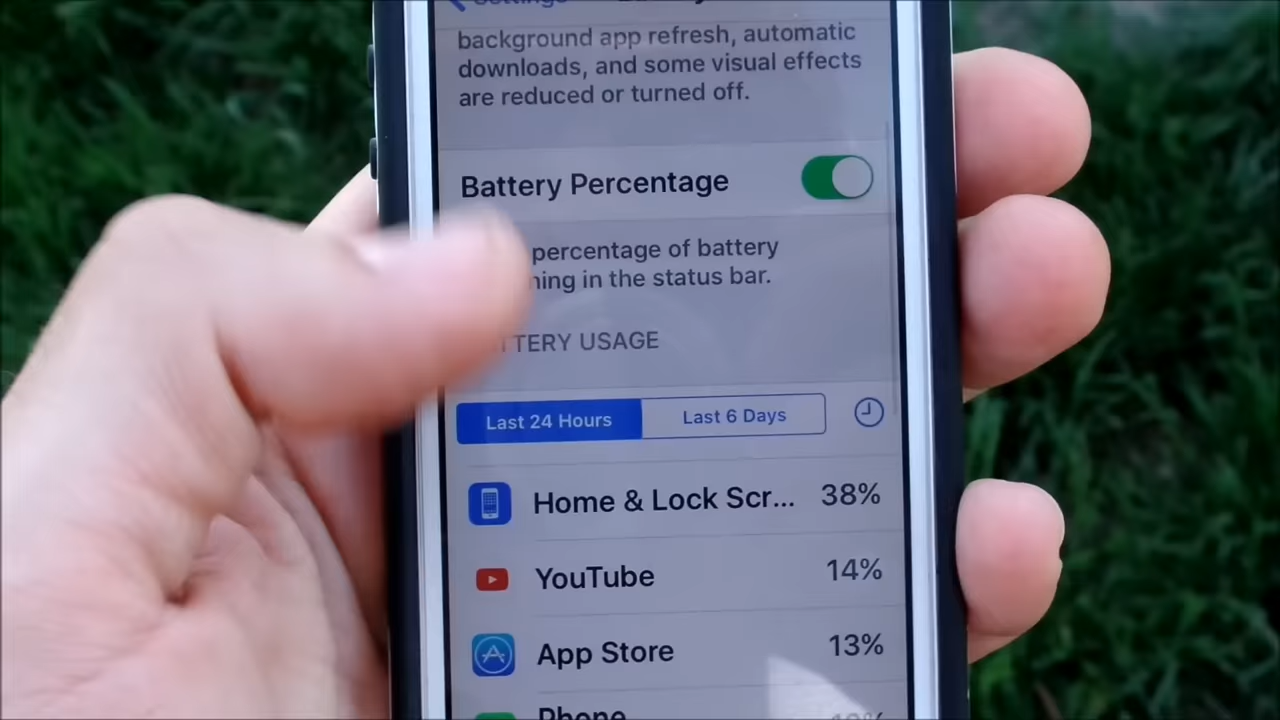 Settings
background app refresh, automatic
downloads, and some visual effects
are reduced or turned off.
Battery Percentage
percentage of battery
in the status bar.
USAGE
Last 24 Hours
Last 6 Days
Home & Lock Scr... 38%
YouTube 14%
App Store 13%
Phone